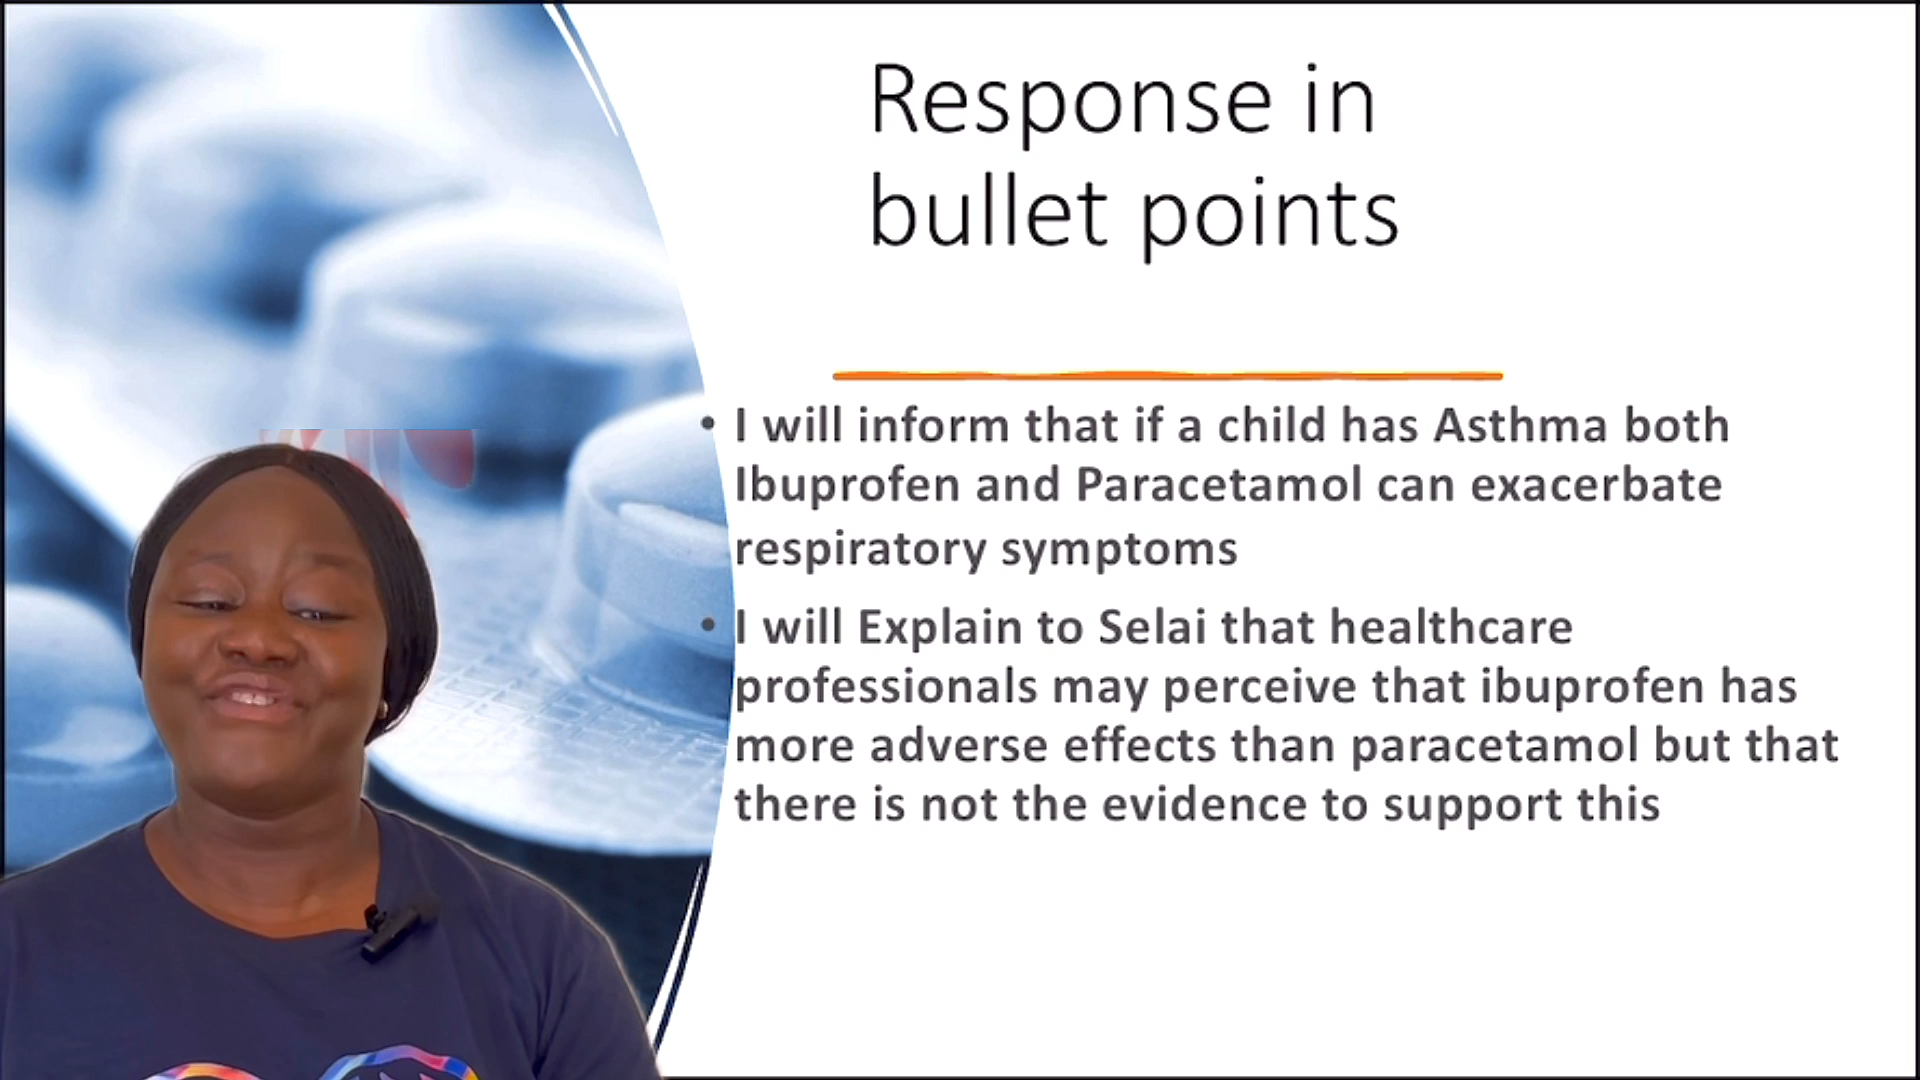 Response in
bullet points
• I will inform that if a child has Asthma both
Ibuprofen and Paracetamol can exacerbate
respiratory symptoms
• I will Explain to Selai that healthcare
professionals may perceive that ibuprofen has
more adverse effects than paracetamol but that
there is not the evidence to support this